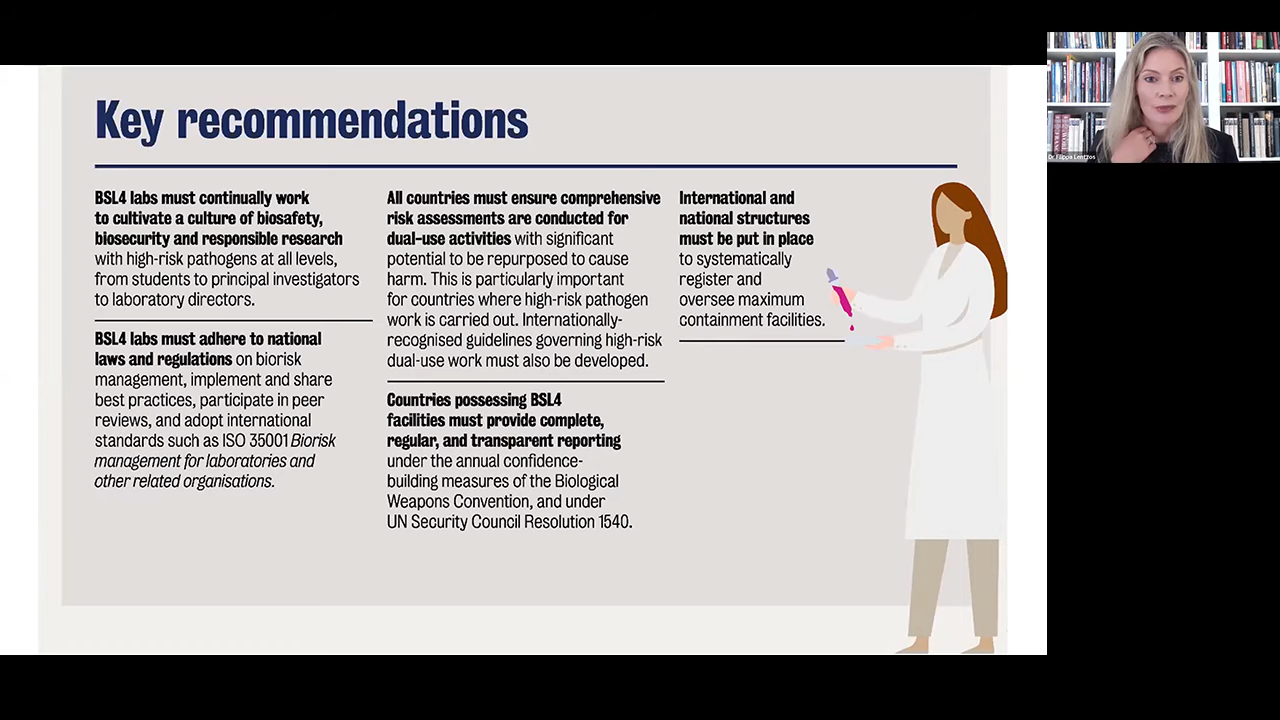 Key recommendations
BSL4 labs must continually work
to cultivate a culture of biosafety,
biosecurity and responsible research
with high-risk pathogens at all levels,
from students to principal investigators
to laboratory directors.
BSL4 labs must adhere to national
laws and regulations on biorisk
management, implement and share
best practices, participate in peer
reviews, and adopt international
standards such as ISO 35001 Biorisk
management for laboratories and
other related organisations.
All countries must ensure comprehensive
risk assessments are conducted for
dual-use activities with significant
potential to be repurposed to cause
harm. This is particularly important
for countries where high-risk pathogen
work is carried out. Internationally-
recognised guidelines governing high-risk
dual-use work must also be developed.
Countries possessing BSL4
facilities must provide complete,
regular, and transparent reporting
under the annual confidence-
building measures of the Biological
Weapons Convention, and under
UN Security Council Resolution 1540.
International and
national structures
must be put in place
to systematically
register and
oversee maximum
containment facilities.
Dr Filippa Lentzos